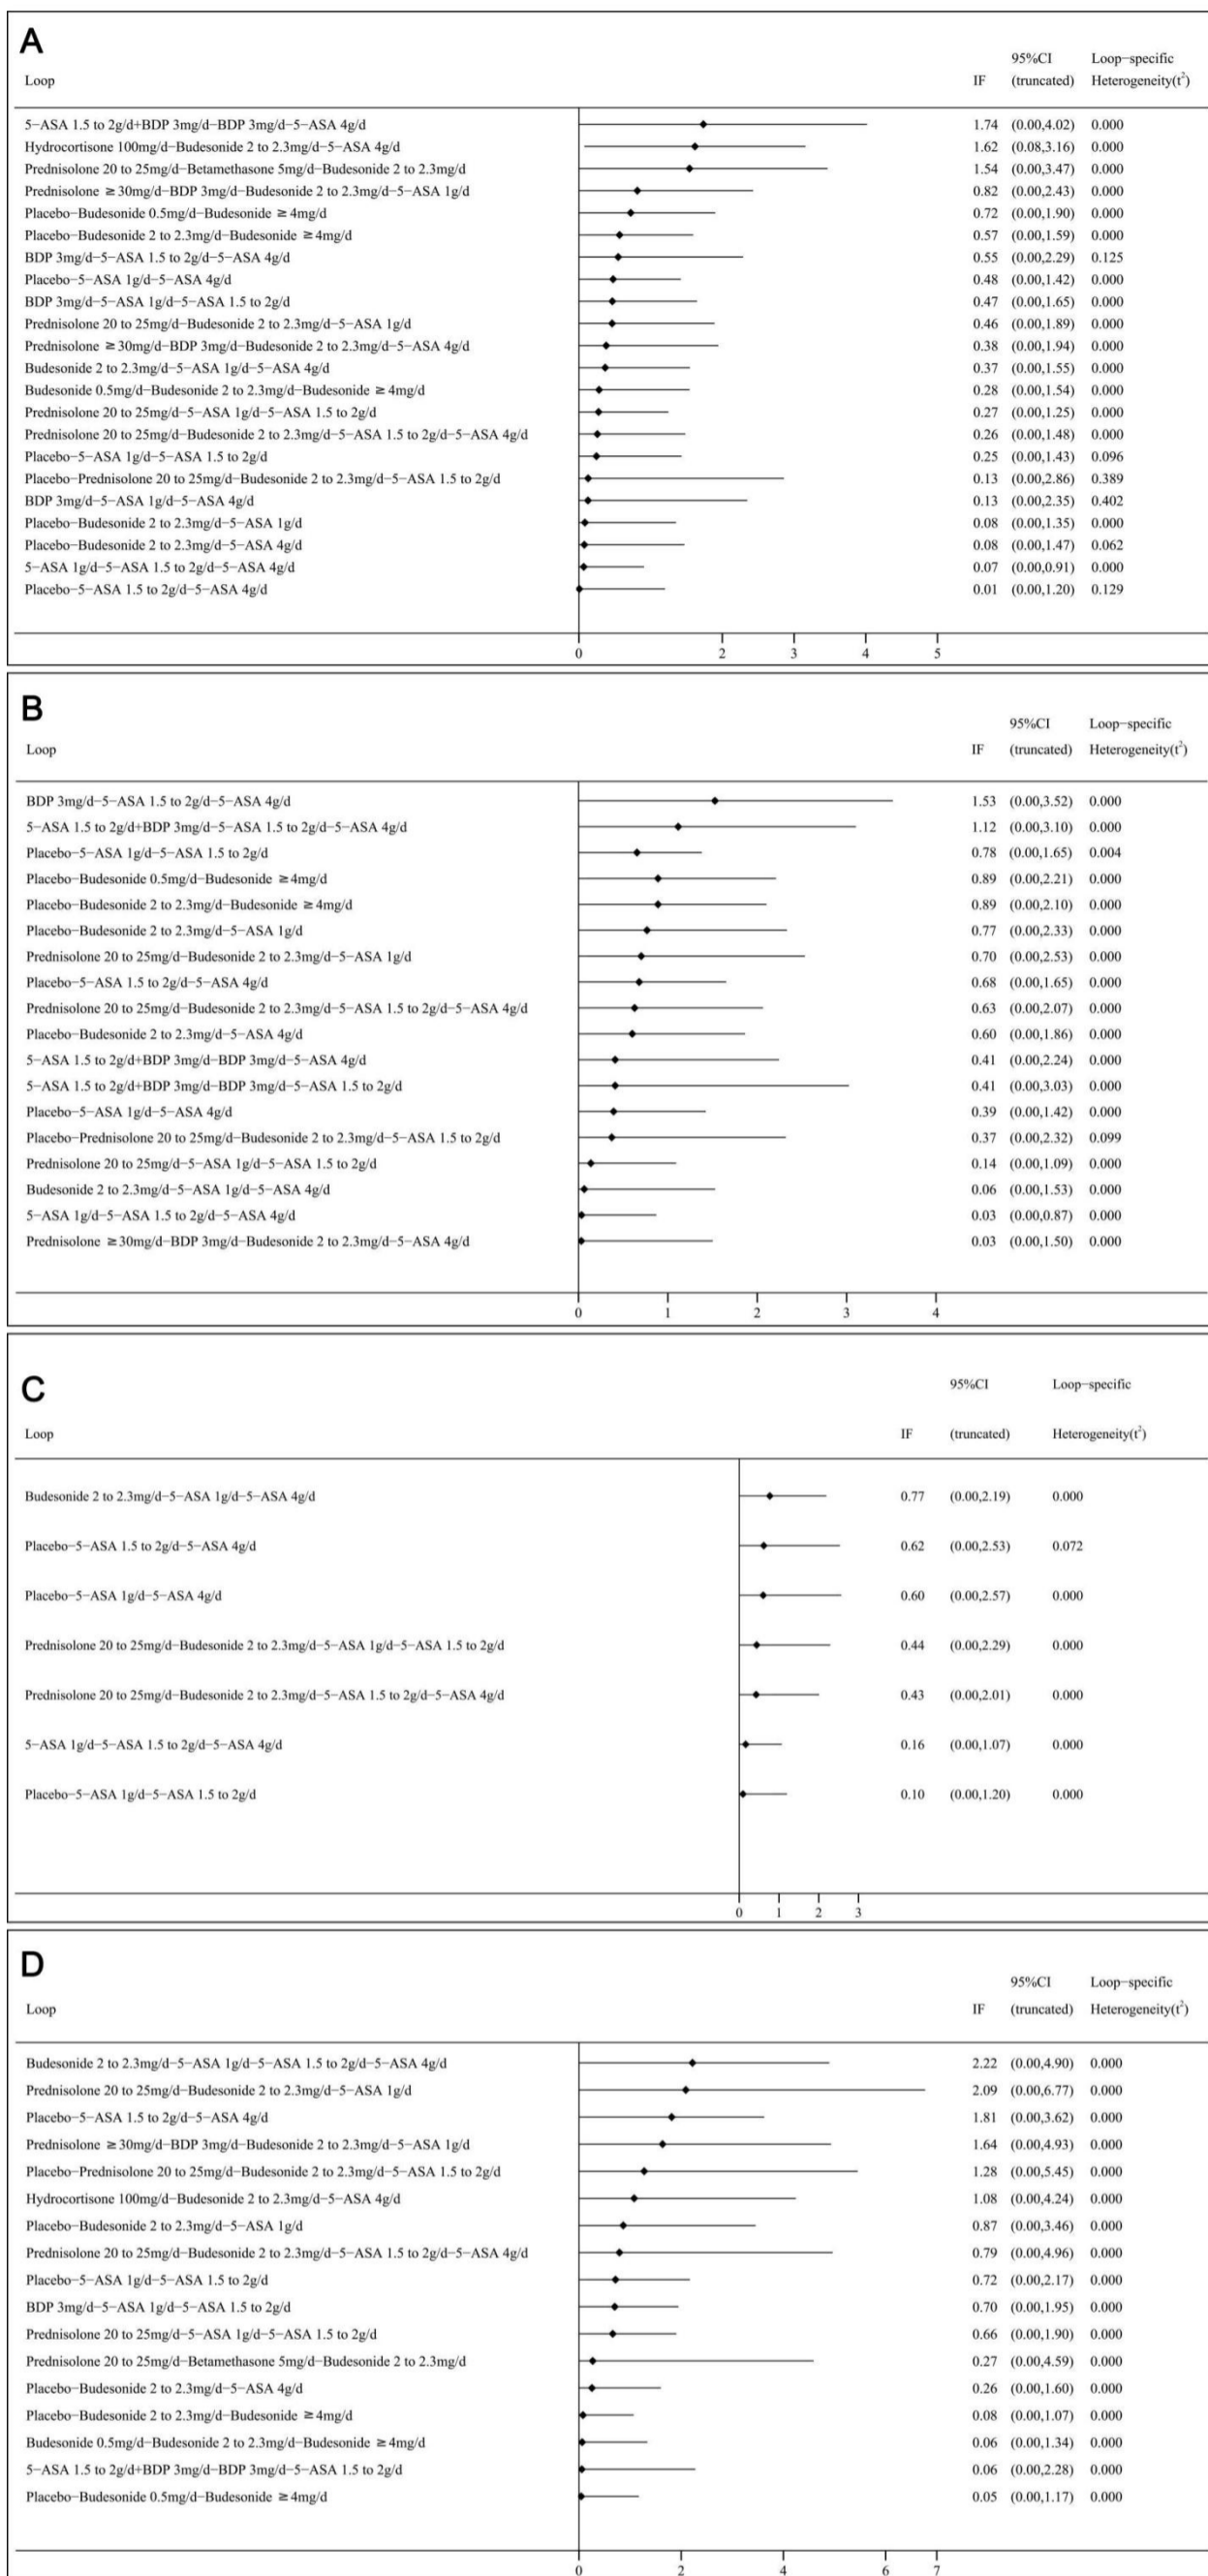 A
95%CI Loop−specific
Loop IF (truncated) Heterogeneity(t²)
5−ASA 1.5 to 2g/d+BDP 3mg/d−BDP 3mg/d−5−ASA 4g/d 1.74 (0.00,4.02) 0.000
Hydrocortisone 100mg/d−Budesonide 2 to 2.3mg/d−5−ASA 4g/d 1.62 (0.08,3.16) 0.000
Prednisolone 20 to 25mg/d−Betamethasone 5mg/d−Budesonide 2 to 2.3mg/d 1.54 (0.00,3.47) 0.000
Prednisolone ≥30mg/d−BDP 3mg/d−Budesonide 2 to 2.3mg/d−5−ASA 1g/d 0.82 (0.00,2.43) 0.000
Placebo−Budesonide 0.5mg/d−Budesonide ≥4mg/d 0.72 (0.00,1.90) 0.000
Placebo−Budesonide 2 to 2.3mg/d−Budesonide ≥4mg/d 0.57 (0.00,1.59) 0.000
BDP 3mg/d−5−ASA 1.5 to 2g/d−5−ASA 4g/d 0.55 (0.00,2.29) 0.125
Placebo−5−ASA 1g/d−5−ASA 4g/d 0.48 (0.00,1.42) 0.000
BDP 3mg/d−5−ASA 1g/d−5−ASA 1.5 to 2g/d 0.47 (0.00,1.65) 0.000
Prednisolone 20 to 25mg/d−Budesonide 2 to 2.3mg/d−5−ASA 1g/d 0.46 (0.00,1.89) 0.000
Prednisolone ≥30mg/d−BDP 3mg/d−Budesonide 2 to 2.3mg/d−5−ASA 4g/d 0.38 (0.00,1.94) 0.000
Budesonide 2 to 2.3mg/d−5−ASA 1g/d−5−ASA 4g/d 0.37 (0.00,1.55) 0.000
Budesonide 0.5mg/d−Budesonide 2 to 2.3mg/d−Budesonide ≥4mg/d 0.28 (0.00,1.54) 0.000
Prednisolone 20 to 25mg/d−5−ASA 1g/d−5−ASA 1.5 to 2g/d 0.27 (0.00,1.25) 0.000
Prednisolone 20 to 25mg/d−Budesonide 2 to 2.3mg/d−5−ASA 1.5 to 2g/d−5−ASA 4g/d 0.26 (0.00,1.48) 0.000
Placebo−5−ASA 1g/d−5−ASA 1.5 to 2g/d 0.25 (0.00,1.43) 0.096
Placebo−Prednisolone 20 to 25mg/d−Budesonide 2 to 2.3mg/d−5−ASA 1.5 to 2g/d 0.13 (0.00,2.86) 0.389
BDP 3mg/d−5−ASA 1g/d−5−ASA 4g/d 0.13 (0.00,2.35) 0.402
Placebo−Budesonide 2 to 2.3mg/d−5−ASA 1g/d 0.08 (0.00,1.35) 0.000
Placebo−Budesonide 2 to 2.3mg/d−5−ASA 4g/d 0.08 (0.00,1.47) 0.062
5−ASA 1g/d−5−ASA 1.5 to 2g/d−5−ASA 4g/d 0.07 (0.00,0.91) 0.000
Placebo−5−ASA 1.5 to 2g/d−5−ASA 4g/d 0.01 (0.00,1.20) 0.129
0 2 3 4 5
B
95%CI Loop−specific
Loop IF (truncated) Heterogeneity(t²)
BDP 3mg/d−5−ASA 1.5 to 2g/d−5−ASA 4g/d 1.53 (0.00,3.52) 0.000
5−ASA 1.5 to 2g/d+BDP 3mg/d−5−ASA 1.5 to 2g/d−5−ASA 4g/d 1.12 (0.00,3.10) 0.000
Placebo−5−ASA 1g/d−5−ASA 1.5 to 2g/d 0.78 (0.00,1.65) 0.004
Placebo−Budesonide 0.5mg/d−Budesonide ≥4mg/d 0.89 (0.00,2.21) 0.000
Placebo−Budesonide 2 to 2.3mg/d−Budesonide ≥4mg/d 0.89 (0.00,2.10) 0.000
Placebo−Budesonide 2 to 2.3mg/d−5−ASA 1g/d 0.77 (0.00,2.33) 0.000
Prednisolone 20 to 25mg/d−Budesonide 2 to 2.3mg/d−5−ASA 1g/d 0.70 (0.00,2.53) 0.000
Placebo−5−ASA 1.5 to 2g/d−5−ASA 4g/d 0.68 (0.00,1.65) 0.000
Prednisolone 20 to 25mg/d−Budesonide 2 to 2.3mg/d−5−ASA 1.5 to 2g/d−5−ASA 4g/d 0.63 (0.00,2.07) 0.000
Placebo−Budesonide 2 to 2.3mg/d−5−ASA 4g/d 0.60 (0.00,1.86) 0.000
5−ASA 1.5 to 2g/d+BDP 3mg/d−BDP 3mg/d−5−ASA 4g/d 0.41 (0.00,2.24) 0.000
5−ASA 1.5 to 2g/d+BDP 3mg/d−BDP 3mg/d−5−ASA 1.5 to 2g/d 0.41 (0.00,3.03) 0.000
Placebo−5−ASA 1g/d−5−ASA 4g/d 0.39 (0.00,1.42) 0.000
Placebo−Prednisolone 20 to 25mg/d−Budesonide 2 to 2.3mg/d−5−ASA 1.5 to 2g/d 0.37 (0.00,2.32) 0.099
Prednisolone 20 to 25mg/d−5−ASA 1g/d−5−ASA 1.5 to 2g/d 0.14 (0.00,1.09) 0.000
Budesonide 2 to 2.3mg/d−5−ASA 1g/d−5−ASA 4g/d 0.06 (0.00,1.53) 0.000
5−ASA 1g/d−5−ASA 1.5 to 2g/d−5−ASA 4g/d 0.03 (0.00,0.87) 0.000
Prednisolone ≥30mg/d−BDP 3mg/d−Budesonide 2 to 2.3mg/d−5−ASA 4g/d 0.03 (0.00,1.50) 0.000
0 1 2 3 4
C
95%CI Loop−specific
Loop IF (truncated) Heterogeneity(t²)
Budesonide 2 to 2.3mg/d−5−ASA 1g/d−5−ASA 4g/d 0.77 (0.00,2.19) 0.000
Placebo−5−ASA 1.5 to 2g/d−5−ASA 4g/d 0.62 (0.00,2.53) 0.072
Placebo−5−ASA 1g/d−5−ASA 4g/d 0.60 (0.00,2.57) 0.000
Prednisolone 20 to 25mg/d−Budesonide 2 to 2.3mg/d−5−ASA 1g/d−5−ASA 1.5 to 2g/d 0.44 (0.00,2.29) 0.000
Prednisolone 20 to 25mg/d−Budesonide 2 to 2.3mg/d−5−ASA 1.5 to 2g/d−5−ASA 4g/d 0.43 (0.00,2.01) 0.000
5−ASA 1g/d−5−ASA 1.5 to 2g/d−5−ASA 4g/d 0.16 (0.00,1.07) 0.000
Placebo−5−ASA 1g/d−5−ASA 1.5 to 2g/d 0.10 (0.00,1.20) 0.000
0 1 2 3
D
95%CI Loop−specific
Loop IF (truncated) Heterogeneity(t²)
Budesonide 2 to 2.3mg/d−5−ASA 1g/d−5−ASA 1.5 to 2g/d−5−ASA 4g/d 2.22 (0.00,4.90) 0.000
Prednisolone 20 to 25mg/d−Budesonide 2 to 2.3mg/d−5−ASA 1g/d 2.09 (0.00,6.77) 0.000
Placebo−5−ASA 1.5 to 2g/d−5−ASA 4g/d 1.81 (0.00,3.62) 0.000
Prednisolone ≥30mg/d−BDP 3mg/d−Budesonide 2 to 2.3mg/d−5−ASA 1g/d 1.64 (0.00,4.93) 0.000
Placebo−Prednisolone 20 to 25mg/d−Budesonide 2 to 2.3mg/d−5−ASA 1.5 to 2g/d 1.28 (0.00,5.45) 0.000
Hydrocortisone 100mg/d−Budesonide 2 to 2.3mg/d−5−ASA 4g/d 1.08 (0.00,4.24) 0.000
Placebo−Budesonide 2 to 2.3mg/d−5−ASA 1g/d 0.87 (0.00,3.46) 0.000
Prednisolone 20 to 25mg/d−Budesonide 2 to 2.3mg/d−5−ASA 1.5 to 2g/d−5−ASA 4g/d 0.79 (0.00,4.96) 0.000
Placebo−5−ASA 1g/d−5−ASA 1.5 to 2g/d 0.72 (0.00,2.17) 0.000
BDP 3mg/d−5−ASA 1g/d−5−ASA 1.5 to 2g/d 0.70 (0.00,1.95) 0.000
Prednisolone 20 to 25mg/d−5−ASA 1g/d−5−ASA 1.5 to 2g/d 0.66 (0.00,1.90) 0.000
Prednisolone 20 to 25mg/d−Betamethasone 5mg/d−Budesonide 2 to 2.3mg/d 0.27 (0.00,4.59) 0.000
Placebo−Budesonide 2 to 2.3mg/d−5−ASA 4g/d 0.26 (0.00,1.60) 0.000
Placebo−Budesonide 2 to 2.3mg/d−Budesonide ≥4mg/d 0.08 (0.00,1.07) 0.000
Budesonide 0.5mg/d−Budesonide 2 to 2.3mg/d−Budesonide ≥4mg/d 0.06 (0.00,1.34) 0.000
5−ASA 1.5 to 2g/d+BDP 3mg/d−BDP 3mg/d−5−ASA 1.5 to 2g/d 0.06 (0.00,2.28) 0.000
Placebo−Budesonide 0.5mg/d−Budesonide ≥4mg/d 0.05 (0.00,1.17) 0.000
0 2 4 6 7